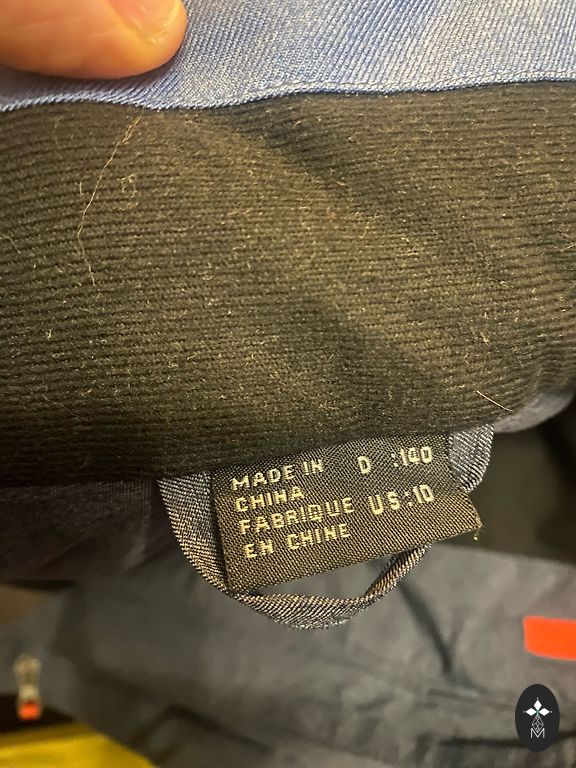 MADE IN
CHINA
FABRIQUE
EN CHINE
D :140
US:10